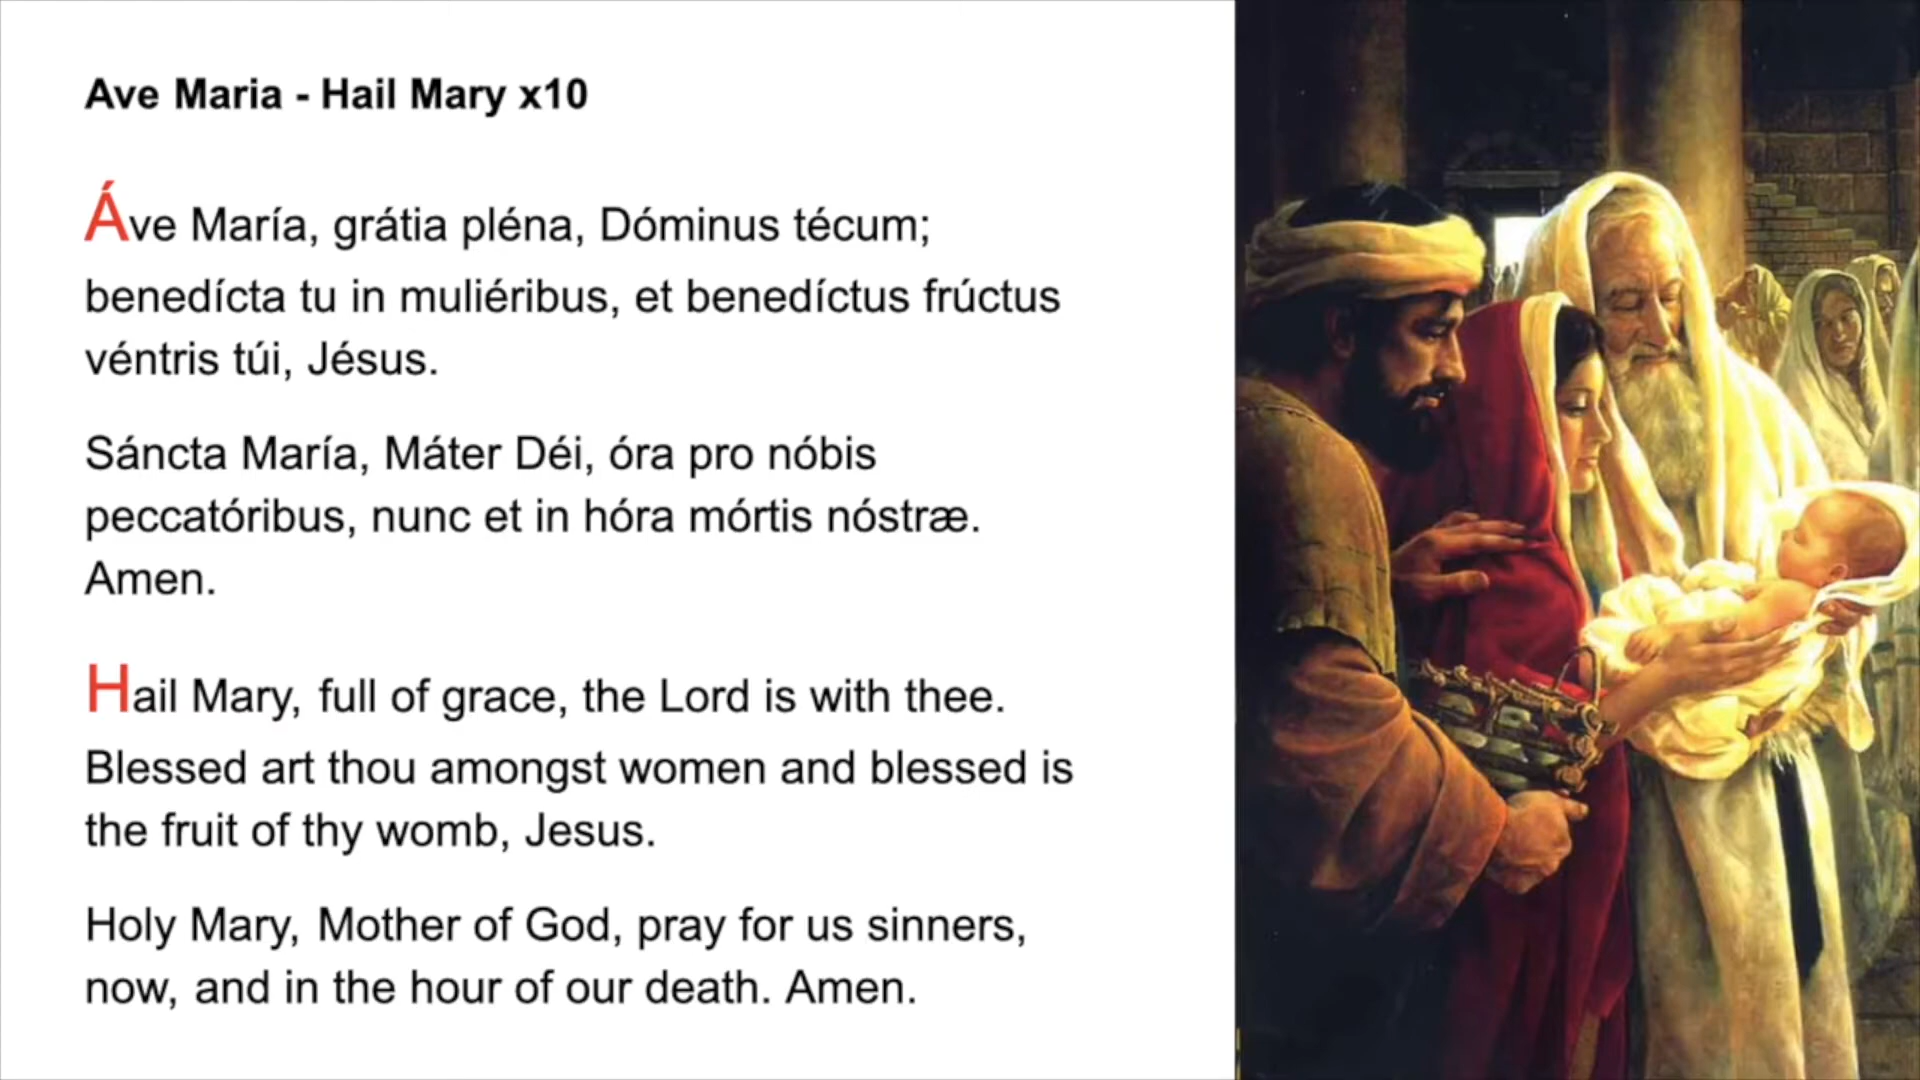 Ave Maria - Hail Mary x10
Áve María, grátia pléna, Dóminus técum;
benedícta tu in muliéribus, et benedíctus frúctus
véntris túi, Jésus.
Sáncta María, Máter Déi, óra pro nóbis
peccatóribus, nunc et in hóra mórtis nóstræ.
Amen.
Hail Mary, full of grace, the Lord is with thee.
Blessed art thou amongst women and blessed is
the fruit of thy womb, Jesus.
Holy Mary, Mother of God, pray for us sinners,
now, and in the hour of our death. Amen.